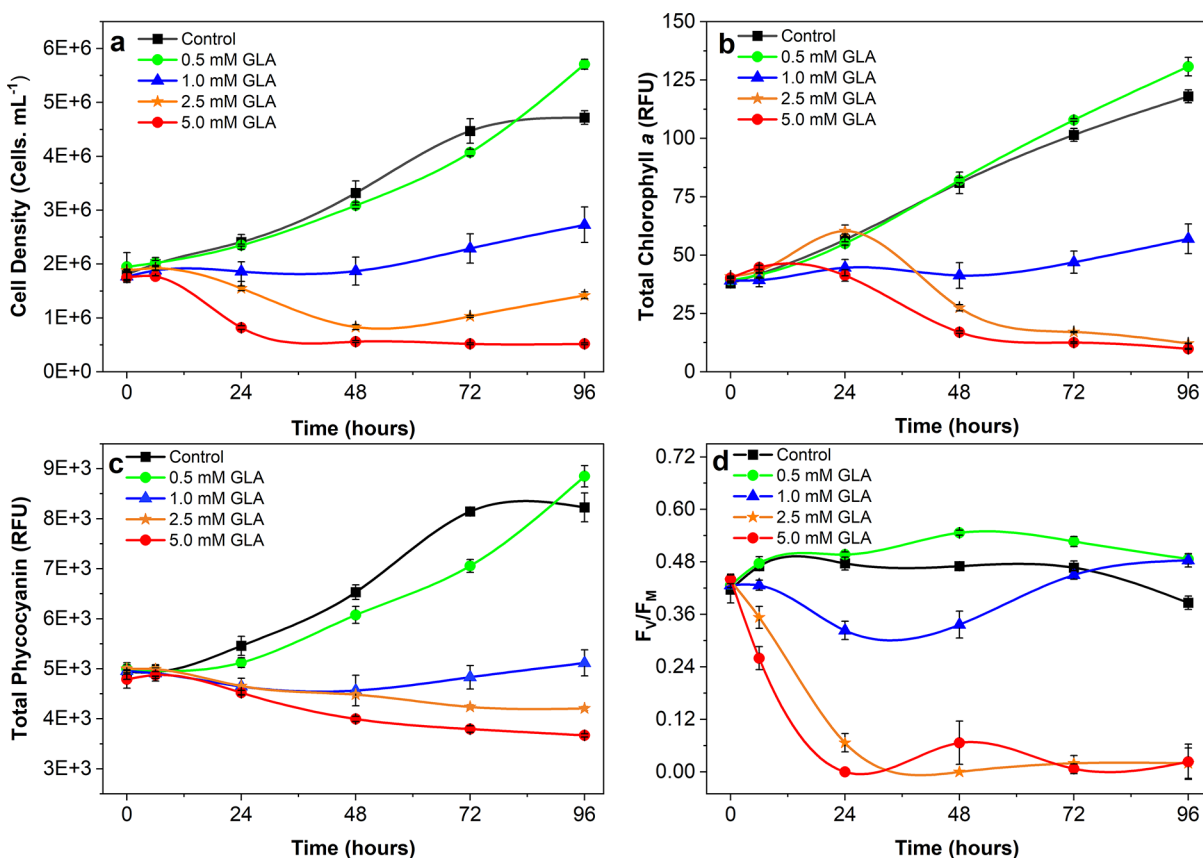 a
Control
0.5 mM GLA
1.0 mM GLA
2.5 mM GLA
5.0 mM GLA
6E+6
5E+6
4E+6
3E+6
2E+6
1E+6
0E+0
Cell Density (Cells. mL⁻¹)
0 24 48 72 96
Time (hours)
b
Control
0.5 mM GLA
1.0 mM GLA
2.5 mM GLA
5.0 mM GLA
150
125
100
75
50
25
0
Total Chlorophyll a (RFU)
0 24 48 72 96
Time (hours)
c
Control
0.5 mM GLA
1.0 mM GLA
2.5 mM GLA
5.0 mM GLA
9E+3
8E+3
7E+3
6E+3
5E+3
4E+3
3E+3
Total Phycocyanin (RFU)
0 24 48 72 96
Time (hours)
d
Control
0.5 mM GLA
1.0 mM GLA
2.5 mM GLA
5.0 mM GLA
0.72
0.60
0.48
0.36
0.24
0.12
0.00
Fᵥ/Fₘ
0 24 48 72 96
Time (hours)